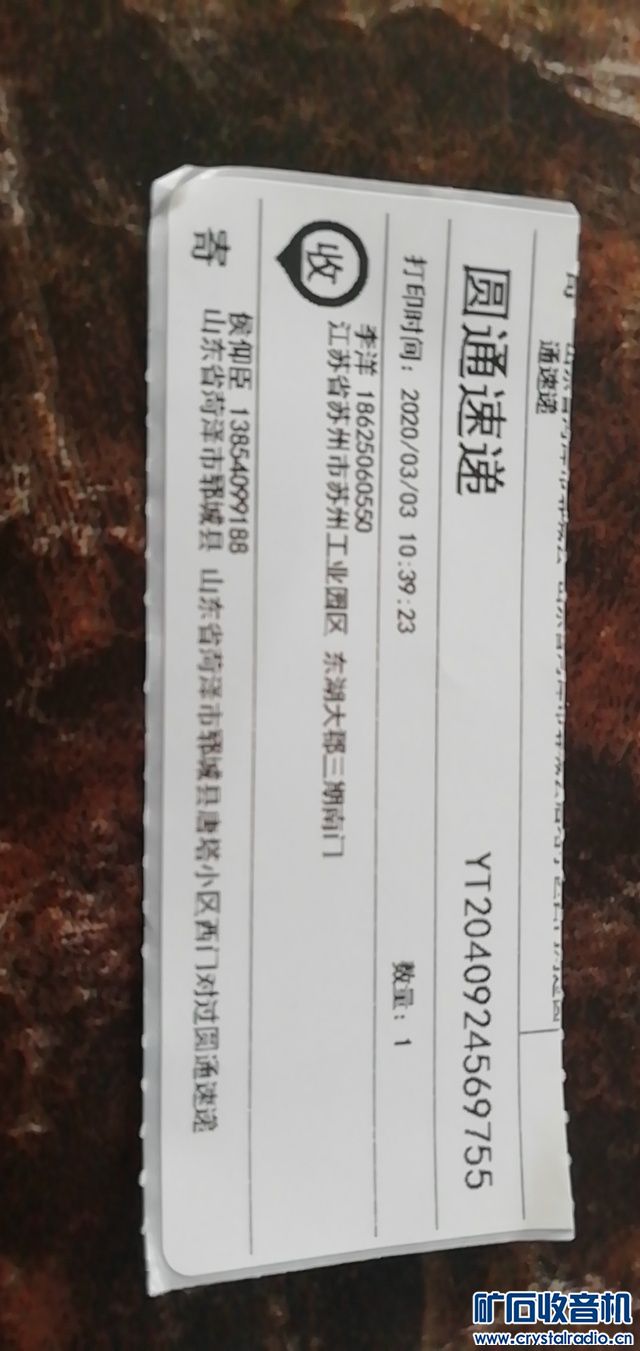 通速递
圆通速递 YT2040924569755
打印时间: 2020/03/03 10:39:23 数量: 1
收
李洋 18625060550
江苏省苏州市苏州工业园区 东湖大郡三期南门
寄
侯仰臣 13854099188
山东省菏泽市郓城县 山东省菏泽市郓城县唐塔小区西门对过圆通速递
矿石收音机
www.crystalradio.cn